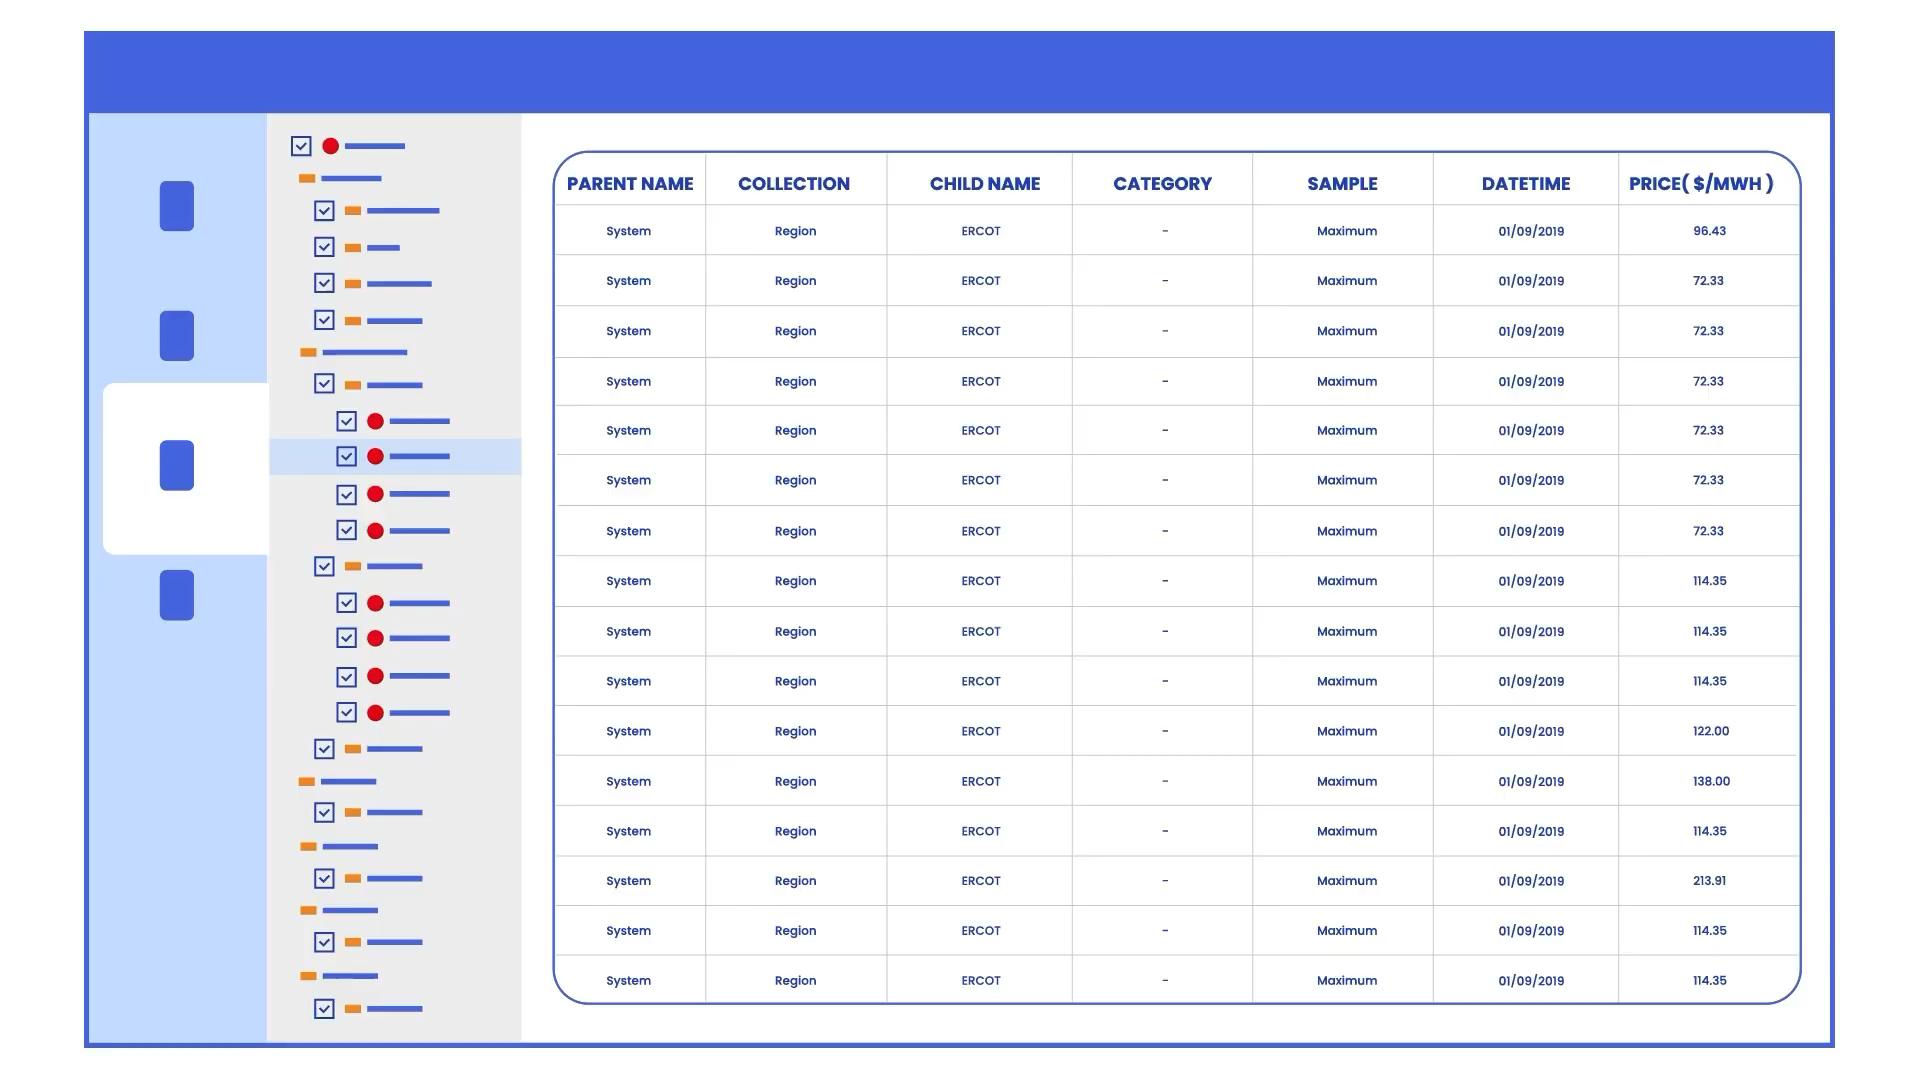 PARENT NAME COLLECTION CHILD NAME CATEGORY SAMPLE DATETIME PRICE( $/MWH )
System Region ERCOT - Maximum 01/09/2019 96.43
System Region ERCOT - Maximum 01/09/2019 72.33
System Region ERCOT - Maximum 01/09/2019 72.33
System Region ERCOT - Maximum 01/09/2019 72.33
System Region ERCOT - Maximum 01/09/2019 72.33
System Region ERCOT - Maximum 01/09/2019 72.33
System Region ERCOT - Maximum 01/09/2019 72.33
System Region ERCOT - Maximum 01/09/2019 114.35
System Region ERCOT - Maximum 01/09/2019 114.35
System Region ERCOT - Maximum 01/09/2019 114.35
System Region ERCOT - Maximum 01/09/2019 122.00
System Region ERCOT - Maximum 01/09/2019 138.00
System Region ERCOT - Maximum 01/09/2019 114.35
System Region ERCOT - Maximum 01/09/2019 213.91
System Region ERCOT - Maximum 01/09/2019 114.35
System Region ERCOT - Maximum 01/09/2019 114.35